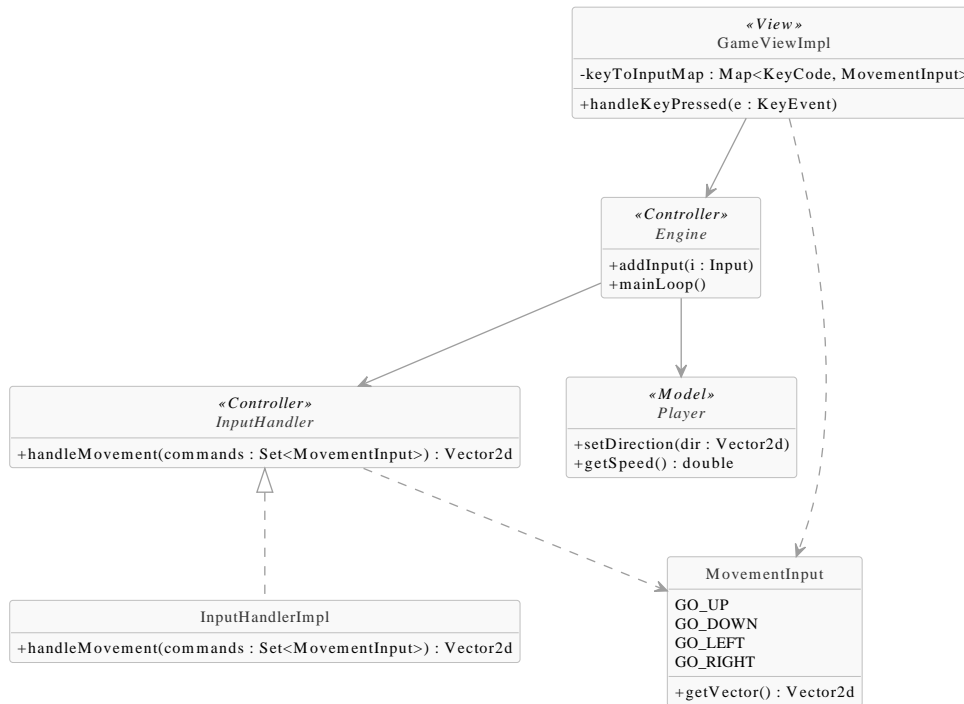 «View»
GameViewImpl
-keyToInputMap : Map<KeyCode, MovementInput>
+handleKeyPressed(e : KeyEvent)
«Controller»
Engine
+addInput(i : Input)
+mainLoop()
«Controller»
InputHandler
+handleMovement(commands : Set<MovementInput>) : Vector2d
«Model»
Player
+setDirection(dir : Vector2d)
+getSpeed() : double
InputHandlerImpl
+handleMovement(commands : Set<MovementInput>) : Vector2d
MovementInput
GO_UP
GO_DOWN
GO_LEFT
GO_RIGHT
+getVector() : Vector2d